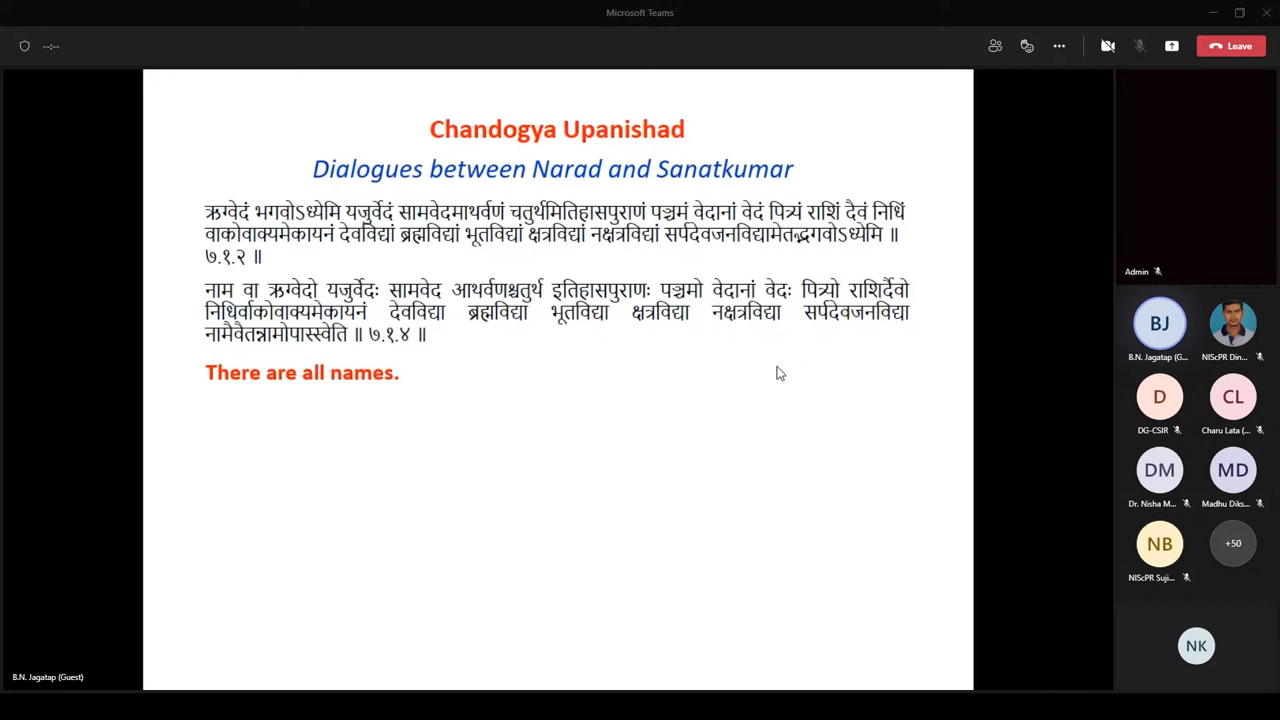 Microsoft Teams
--:--
Leave
Chandogya Upanishad
Dialogues between Narad and Sanatkumar
ऋग्वेदं भगवोऽध्येमि यजुर्वेदं सामवेदमाथर्वणं चतुर्थमितिहासपुराणं पञ्चमं वेदानां वेदं पित्र्यं राशिं दैवं निधिं
वाकोवाक्यमेकायनं देवविद्यां ब्रह्मविद्यां भूतविद्यां क्षत्रविद्यां नक्षत्रविद्यां सर्पदेवजनविद्यामेतद्भगवोऽध्येमि ॥
७.१.२ ॥
नाम वा ऋग्वेदो यजुर्वेदः सामवेद आथर्वणश्चतुर्थ इतिहासपुराणः पञ्चमो वेदानां वेदः पित्र्यो राशिर्दैवो
निधिर्वाकोवाक्यमेकायनं देवविद्या ब्रह्मविद्या भूतविद्या क्षत्रविद्या नक्षत्रविद्या सर्पदेवजनविद्या
नामैवैतन्नामोपास्स्वेति ॥ ७.१.४ ॥
There are all names.
Admin
BJ
B.N. Jagatap (G...
NIScPR Din...
D
CL
DG-CSIR
Charu Lata (...
DM
MD
Dr. Nisha M...
Madhu Diks...
NB
+50
NIScPR Suji...
NK
B.N. Jagatap (Guest)